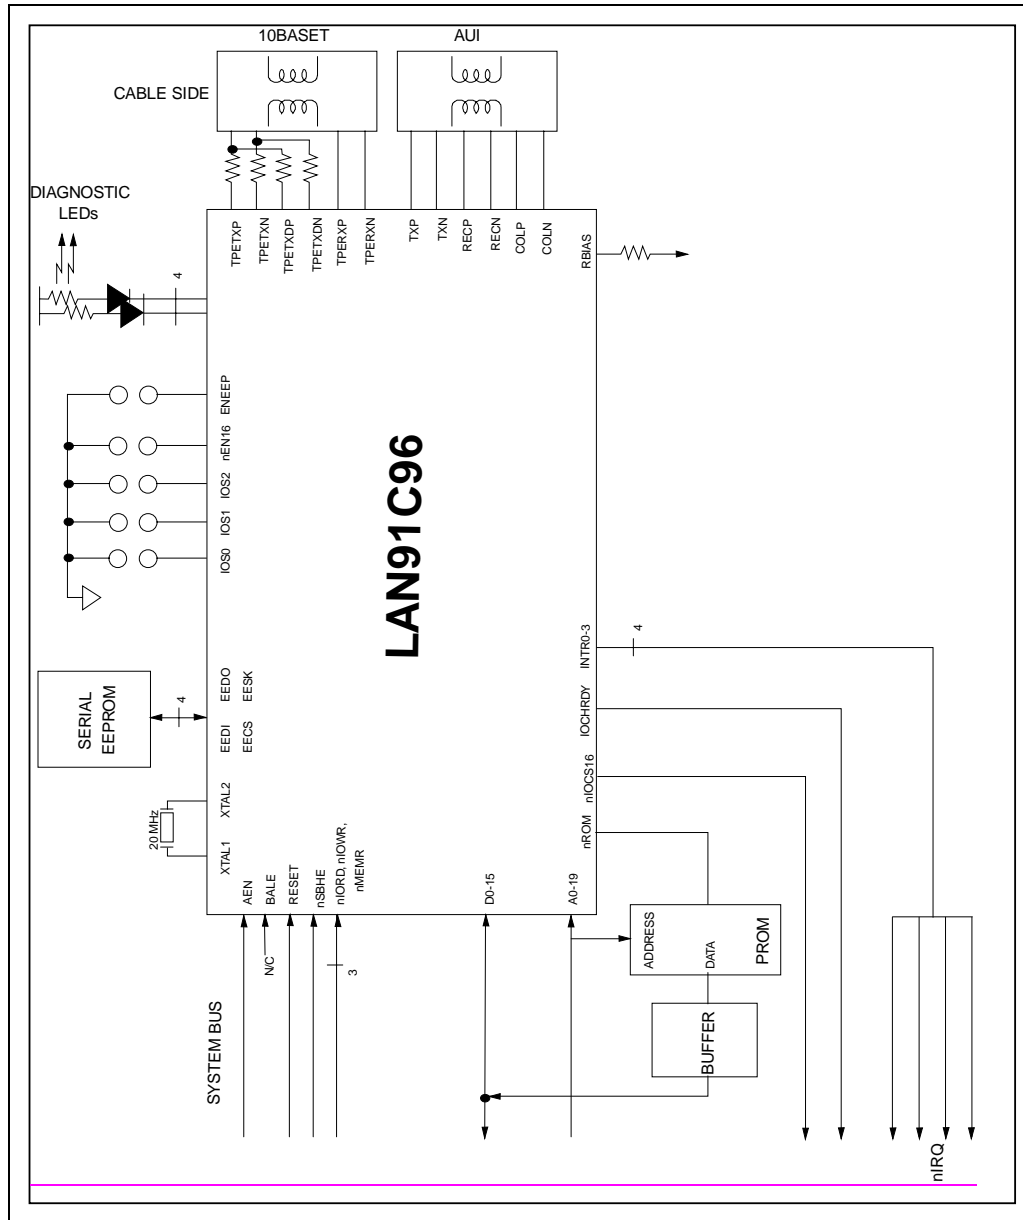 10BASET
AUI
CABLE SIDE
DIAGNOSTIC
LEDs
TPETXP
TPETXN
TPETXDP
TPETXDN
TPERXP
TPERXN
TXP
TXN
RECP
RECN
COLP
COLN
RBIAS
4
ENEEP
nEN16
IOS2
IOS1
IOS0
LAN91C96
SERIAL
EEPROM
4
EEDO
EESK
EEDI
EECS
20 MHz
XTAL2
XTAL1
INTR0-3
4
IOCHRDY
nIOCS16
nROM
AEN
BALE
RESET
nSBHE
nIORD, nIOWR,
nMEMR
D0-15
A0-19
N/C
3
SYSTEM BUS
ADDRESS
DATA
PROM
BUFFER
nIRQ